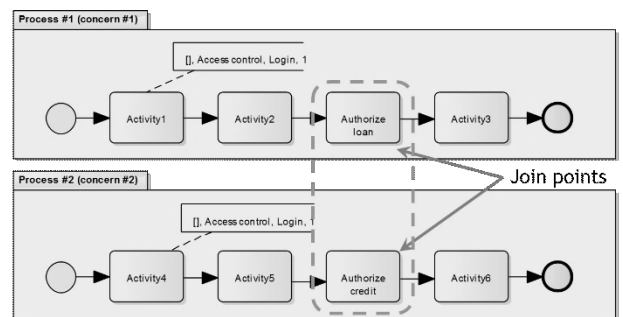 Process #1 (concern #1)
[], Access control, Login, 1
Activity1
Activity2
Authorize
loan
Activity3
Join points
Process #2 (concern #2)
[], Access control, Login, 1
Activity4
Activity5
Authorize
credit
Activity6